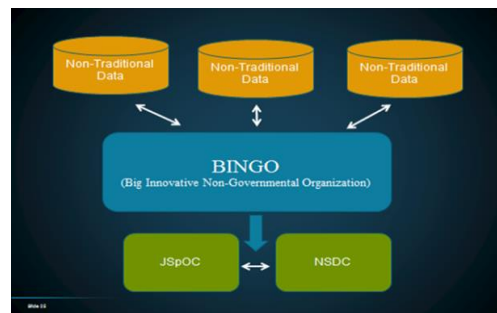 Non-Traditional
Data
Non-Traditional
Data
Non-Traditional
Data
BINGO
(Big Innovative Non-Governmental Organization)
JSpOC
NSDC